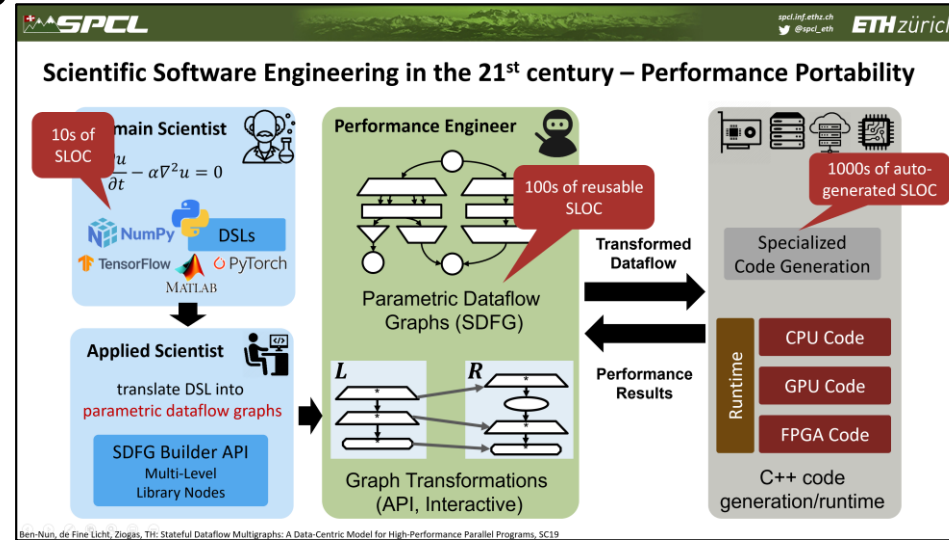 SPCL
spcl.inf.ethz.ch
@spcl_eth
ETH zürich
Scientific Software Engineering in the 21st century – Performance Portability
10s of
SLOC
main Scientist
∂t − α∇²u = 0
NumPy
DSLs
TensorFlow
PyTorch
MATLAB
Applied Scientist
translate DSL into
parametric dataflow graphs
SDFG Builder API
Multi-Level
Library Nodes
Performance Engineer
100s of reusable
SLOC
Parametric Dataflow
Graphs (SDFG)
L
R
*
*
*
*
*
*
Graph Transformations
(API, Interactive)
Transformed
Dataflow
Performance
Results
1000s of auto-
generated SLOC
Specialized
Code Generation
Runtime
CPU Code
GPU Code
FPGA Code
C++ code
generation/runtime
Ben-Nun, de Fine Licht, Ziogas, TH: Stateful Dataflow Multigraphs: A Data-Centric Model for High-Performance Parallel Programs, SC19